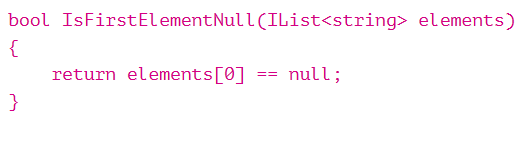 bool IsFirstElementNull(IList<string> elements)
{
    return elements[0] == null;
}